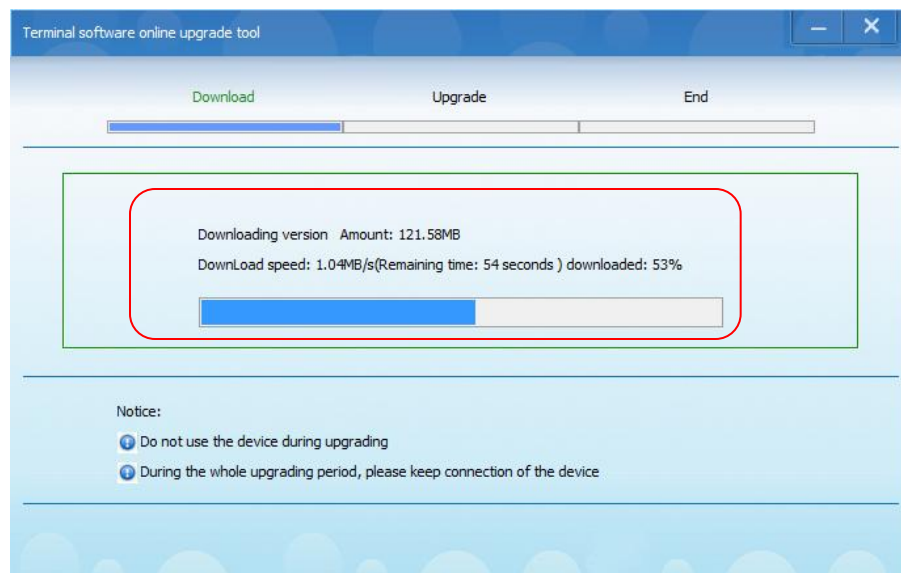 Terminal software online upgrade tool
Download Upgrade End
Downloading version Amount: 121.58MB
DownLoad speed: 1.04MB/s(Remaining time: 54 seconds ) downloaded: 53%
Notice:
Do not use the device during upgrading
During the whole upgrading period, please keep connection of the device